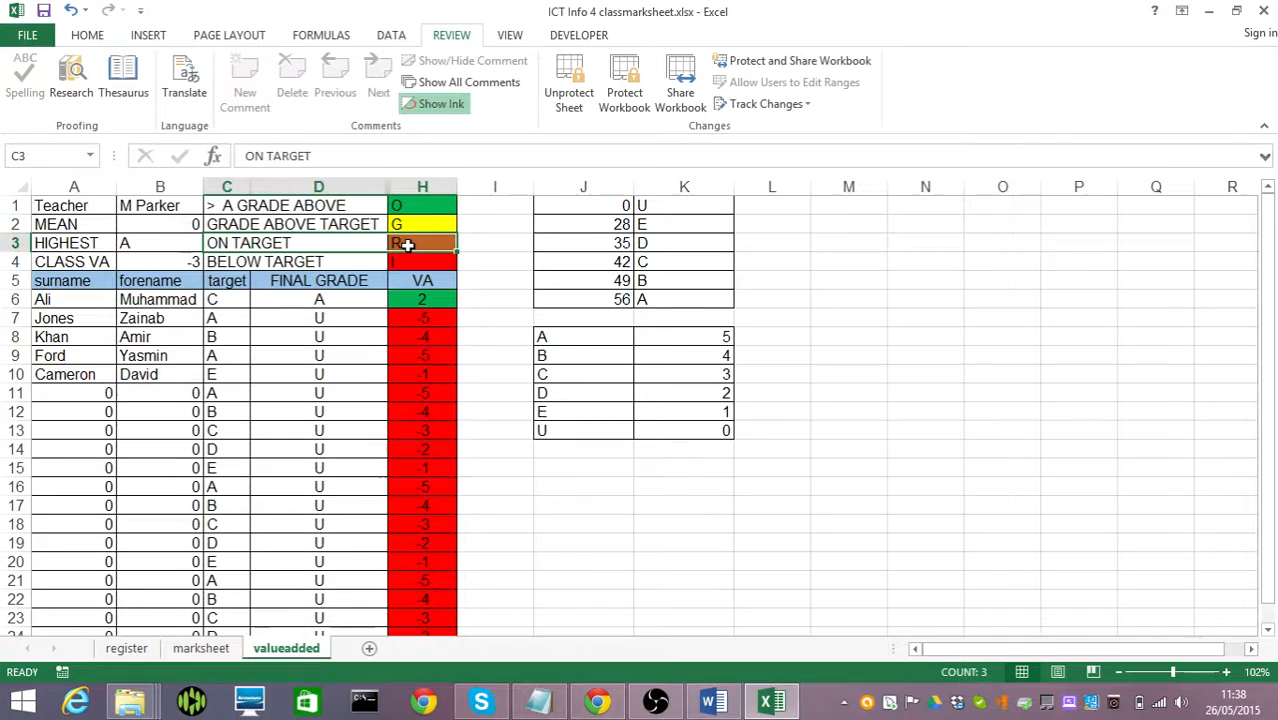 ICT Info 4 classmarksheet.xlsx - Excel
FILE HOME INSERT PAGE LAYOUT FORMULAS DATA REVIEW VIEW DEVELOPER Sign in
ABC Spelling Research Thesaurus Translate New Comment Delete Previous Next Show/Hide Comment Show All Comments Show Ink Unprotect Sheet Protect Workbook Share Workbook Protect and Share Workbook Allow Users to Edit Ranges Track Changes
Proofing Language Comments Changes
C3 fx ON TARGET
A B C D H I J K L M N O P Q R
1 Teacher M Parker > A GRADE ABOVE O 0 U
2 MEAN 0 GRADE ABOVE TARGET G 28 E
3 HIGHEST A ON TARGET R 35 D
4 CLASS VA -3 BELOW TARGET I 42 C
5 surname forename target FINAL GRADE VA 49 B
6 Ali Muhammad C A 2 56 A
7 Jones Zainab A U -5
8 Khan Amir B U -4 A 5
9 Ford Yasmin A U -5 B 4
10 Cameron David E U -1 C 3
11 0 0 A U -5 D 2
12 0 0 B U -4 E 1
13 0 0 C U -3 U 0
14 0 0 D U -2
15 0 0 E U -1
16 0 0 A U -5
17 0 0 B U -4
18 0 0 C U -3
19 0 0 D U -2
20 0 0 E U -1
21 0 0 A U -5
22 0 0 B U -4
23 0 0 C U -3
register marksheet valueadded
READY COUNT: 3 102%
11:38
26/05/2015